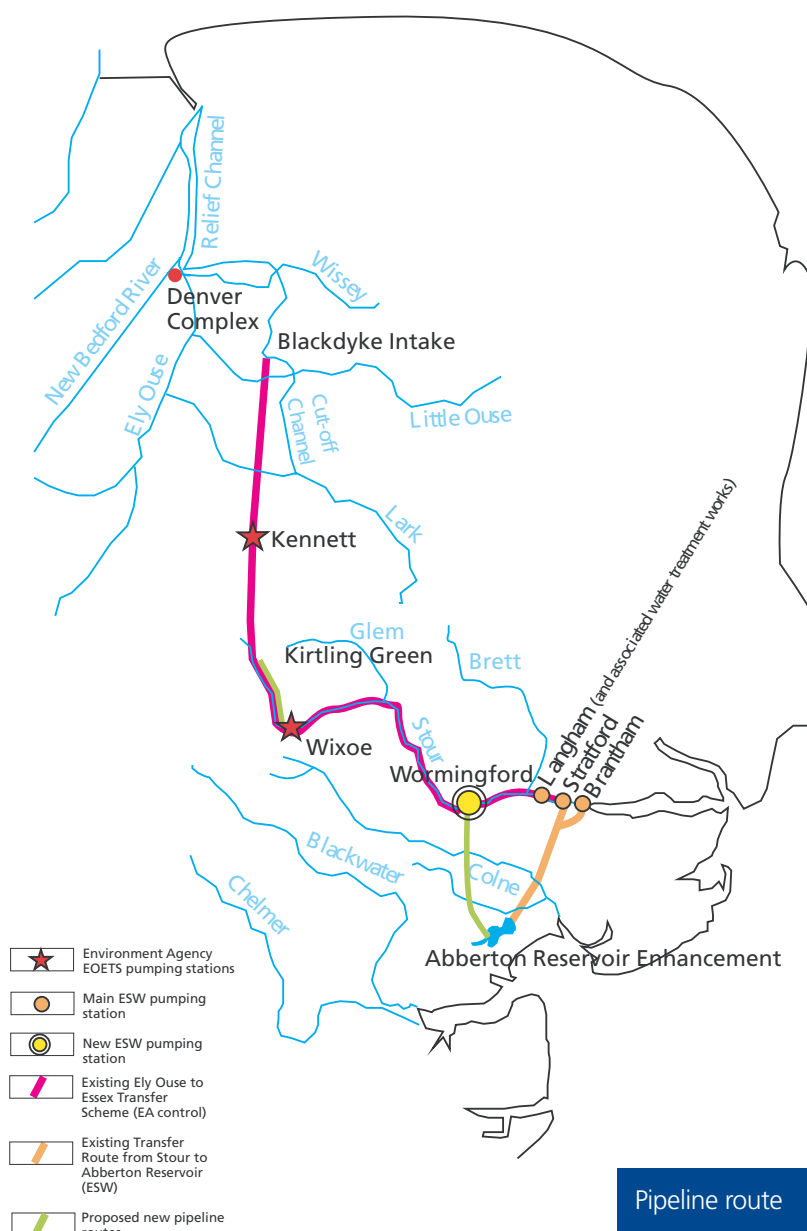 Relief Channel
Wissey
Denver
Complex
New Bedford River
Blackdyke Intake
Ely Ouse
Cut-off
Channel
Little Ouse
Lark
Kennett
(and associated water treatment works)
Glem
Kirtling Green
Brett
Langham
Stratford
Brantham
Stour
Wixoe
Wormingford
Blackwater
Colne
Chelmer
Abberton Reservoir Enhancement
Environment Agency
EOETS pumping stations
Main ESW pumping
station
New ESW pumping
station
Existing Ely Ouse to
Essex Transfer
Scheme (EA control)
Existing Transfer
Route from Stour to
Abberton Reservoir
(ESW)
Proposed new pipeline
Pipeline route